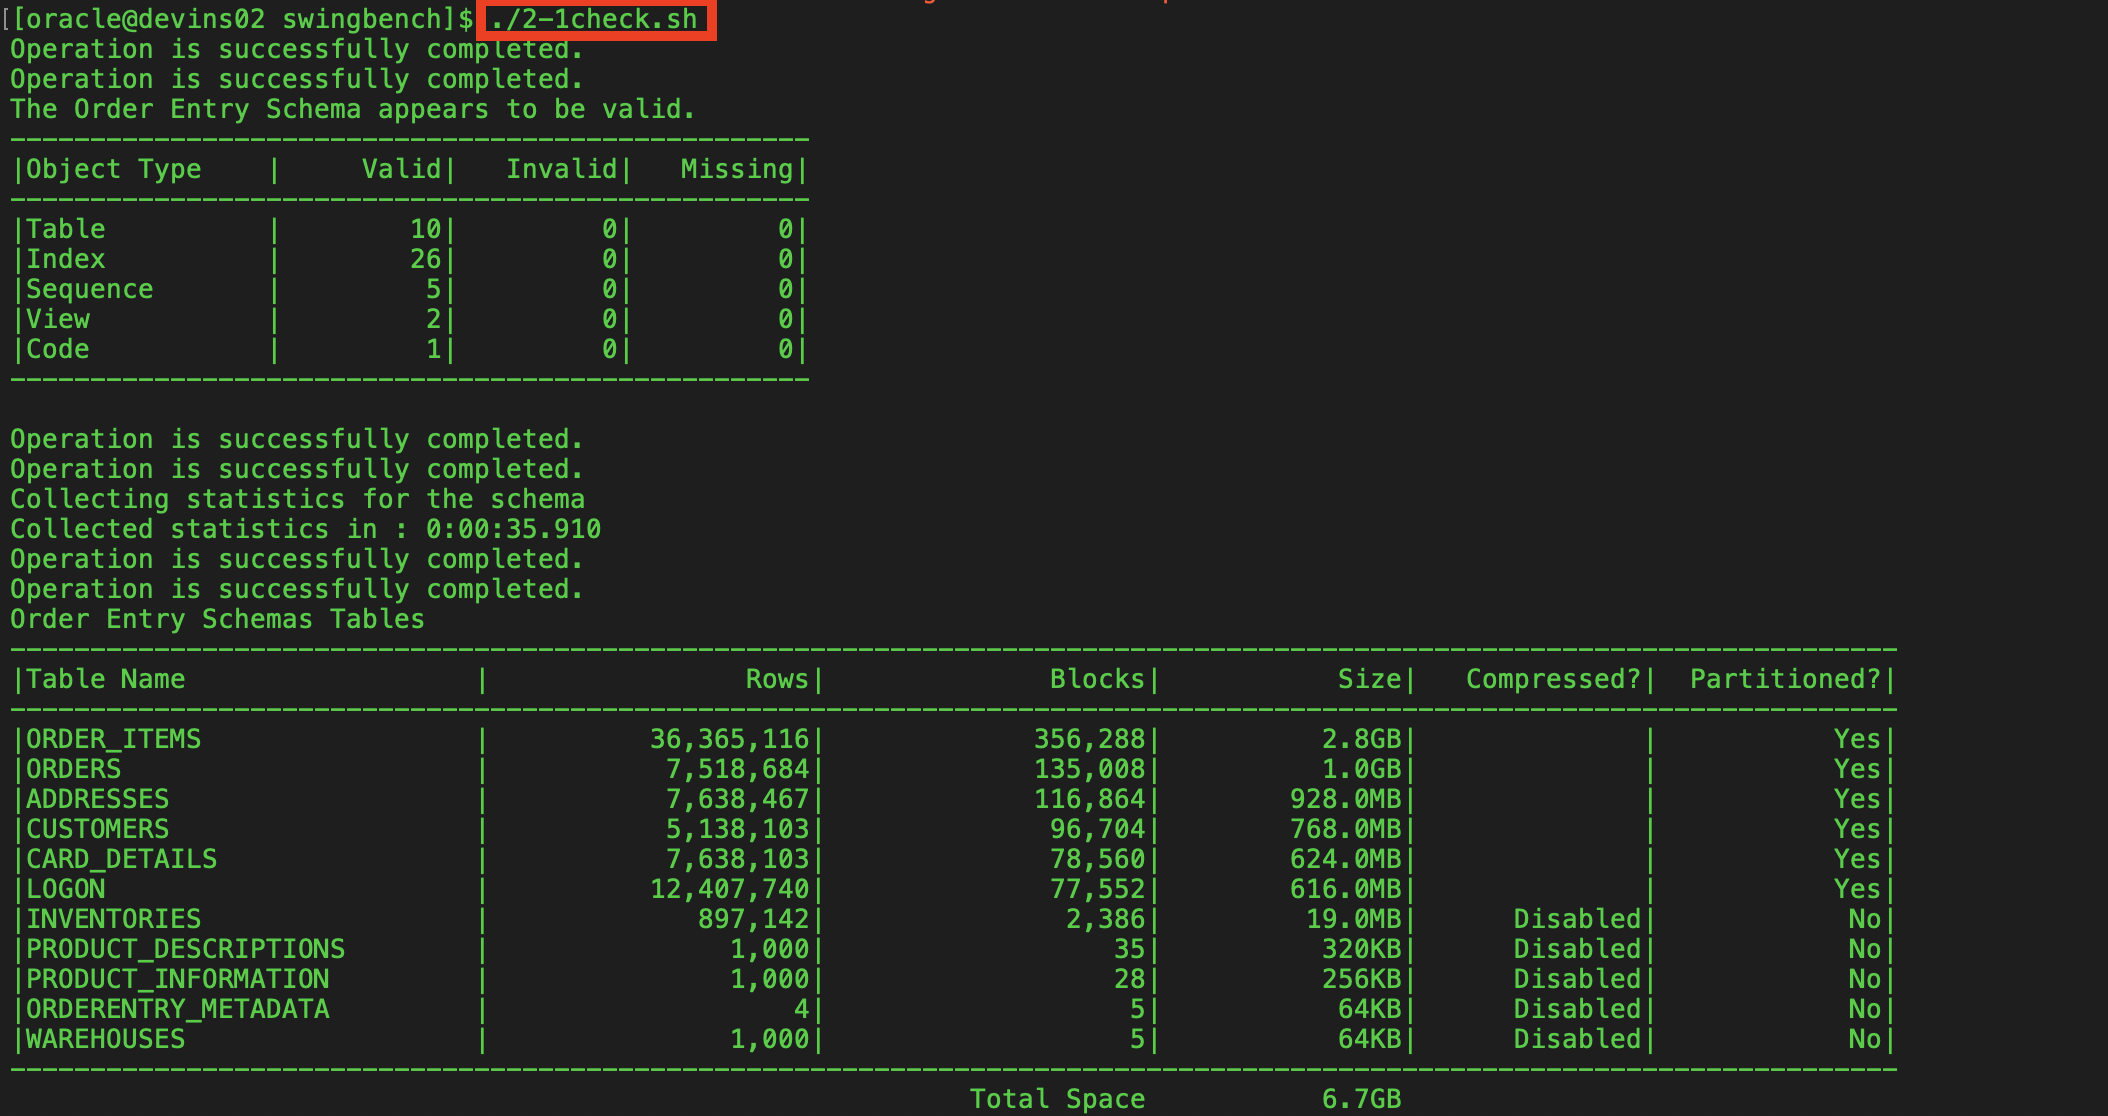 [[oracle@devins02 swingbench]$ ./2-1check.sh
Operation is successfully completed.
Operation is successfully completed.
The Order Entry Schema appears to be valid.
--------------------------------------------------
|Object Type    |     Valid|   Invalid|   Missing|
--------------------------------------------------
|Table          |        10|         0|         0|
|Index          |        26|         0|         0|
|Sequence       |         5|         0|         0|
|View           |         2|         0|         0|
|Code           |         1|         0|         0|
--------------------------------------------------
Operation is successfully completed.
Operation is successfully completed.
Collecting statistics for the schema
Collected statistics in : 0:00:35.910
Operation is successfully completed.
Operation is successfully completed.
Order Entry Schemas Tables
----------------------------------------------------------------------------------------------------------------------
|Table Name                  |                Rows|              Blocks|           Size|   Compressed?|  Partitioned?|
----------------------------------------------------------------------------------------------------------------------
|ORDER_ITEMS                 |          36,365,116|             356,288|          2.8GB|              |           Yes|
|ORDERS                      |           7,518,684|             135,008|          1.0GB|              |           Yes|
|ADDRESSES                   |           7,638,467|             116,864|        928.0MB|              |           Yes|
|CUSTOMERS                   |           5,138,103|              96,704|        768.0MB|              |           Yes|
|CARD_DETAILS                |           7,638,103|              78,560|        624.0MB|              |           Yes|
|LOGON                       |          12,407,740|              77,552|        616.0MB|              |           Yes|
|INVENTORIES                 |             897,142|               2,386|         19.0MB|      Disabled|            No|
|PRODUCT_DESCRIPTIONS        |               1,000|                  35|          320KB|      Disabled|            No|
|PRODUCT_INFORMATION         |               1,000|                  28|          256KB|      Disabled|            No|
|ORDERENTRY_METADATA         |                   4|                   5|           64KB|      Disabled|            No|
|WAREHOUSES                  |               1,000|                   5|           64KB|      Disabled|            No|
----------------------------------------------------------------------------------------------------------------------
                                                            Total Space           6.7GB